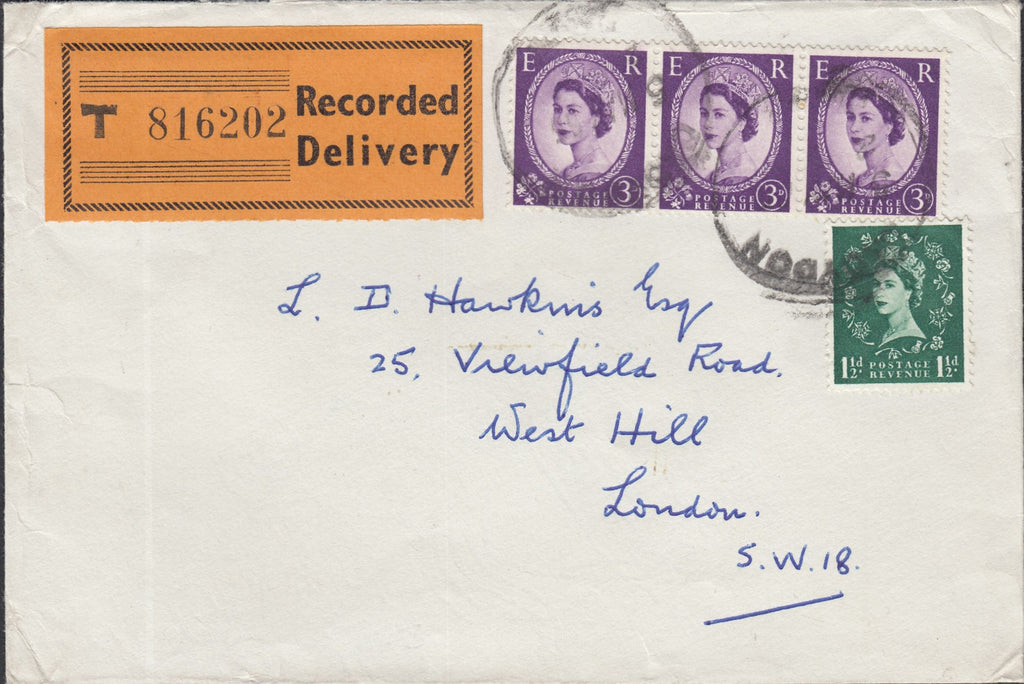 T 816202 Recorded
Delivery
E R E R E R
3D 3D 3D
POSTAGE REVENUE POSTAGE REVENUE POSTAGE REVENUE
1½d POSTAGE REVENUE 1½d
L. D. Hawkins Esq
25, Viewfield Road.
West Hill
London.
S.W.18.